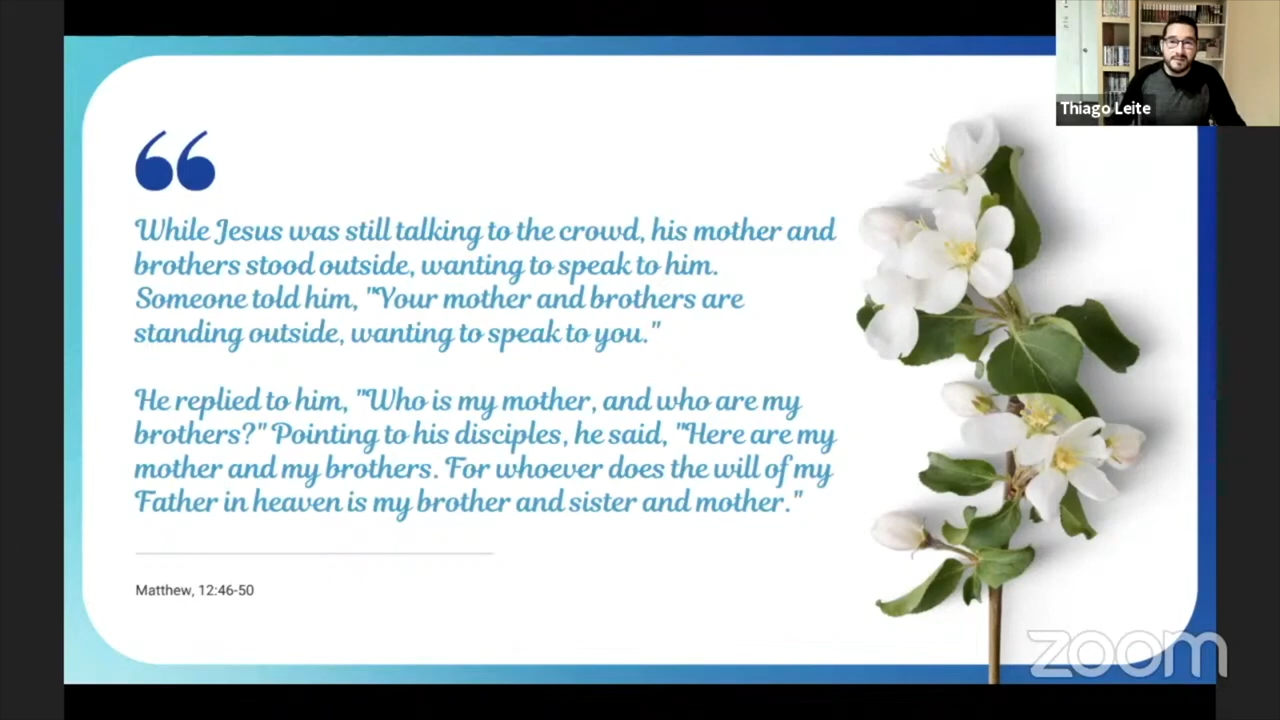 Thiago Leite
“
While Jesus was still talking to the crowd, his mother and
brothers stood outside, wanting to speak to him.
Someone told him, "Your mother and brothers are
standing outside, wanting to speak to you."
He replied to him, "Who is my mother, and who are my
brothers?" Pointing to his disciples, he said, "Here are my
mother and my brothers. For whoever does the will of my
Father in heaven is my brother and sister and mother."
Matthew, 12:46-50
zoom